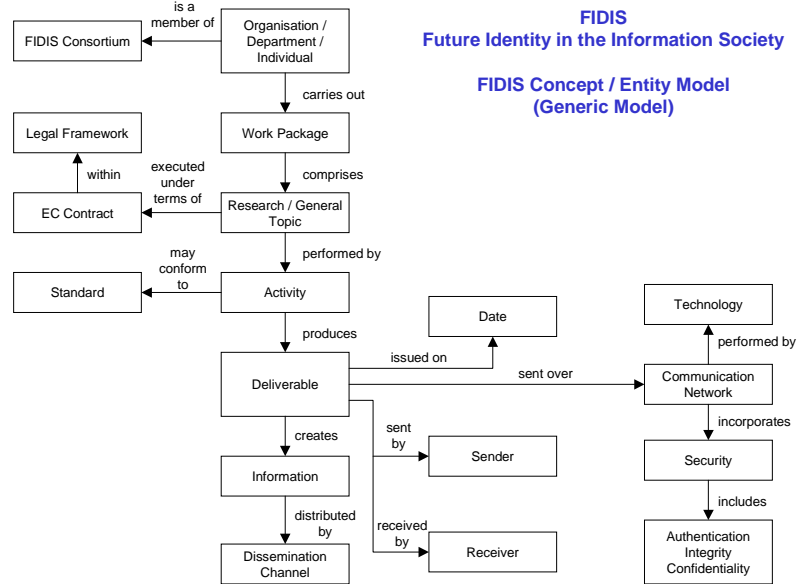 FIDIS
Future Identity in the Information Society
FIDIS Concept / Entity Model
(Generic Model)
is a
member of
FIDIS Consortium
Organisation /
Department /
Individual
carries out
Legal Framework
Work Package
within
executed
under
terms of
comprises
EC Contract
Research / General
Topic
may
conform
to
performed by
Standard
Activity
Date
Technology
produces
issued on
performed by
Deliverable
sent over
Communication
Network
creates
sent
by
incorporates
Information
Sender
Security
distributed
by
received
by
includes
Dissemination
Channel
Receiver
Authentication
Integrity
Confidentiality